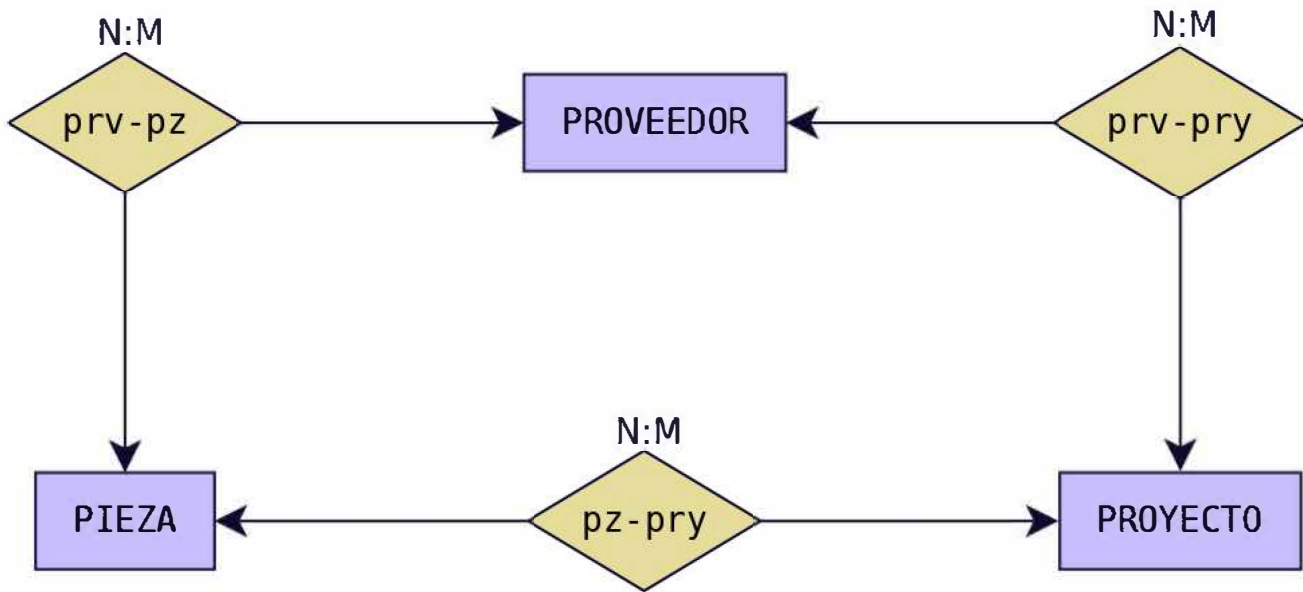 N:M
prv-pz
PROVEEDOR
N:M
prv-pry
PIEZA
N:M
pz-pry
PROYECTO